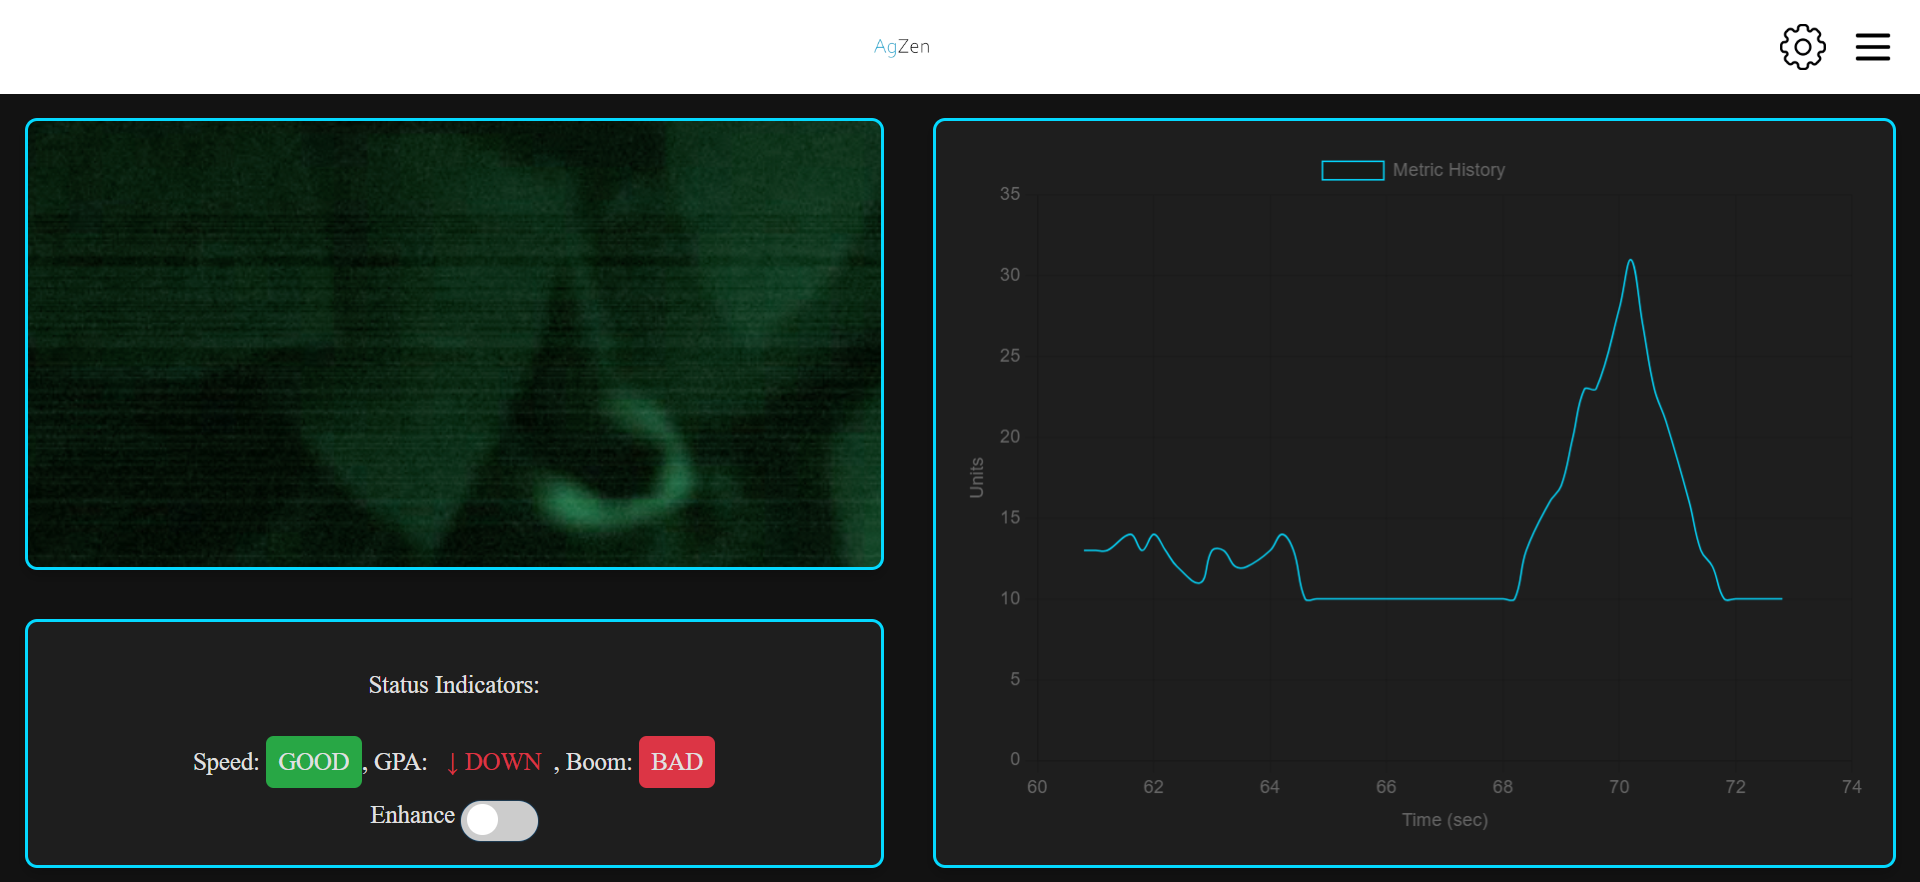 AgZen
Status Indicators:
Speed: GOOD, GPA: ↓ DOWN , Boom: BAD
Enhance
Metric History
35
30
25
20
15
10
5
0
Units
60 62 64 66 68 70 72 74
Time (sec)